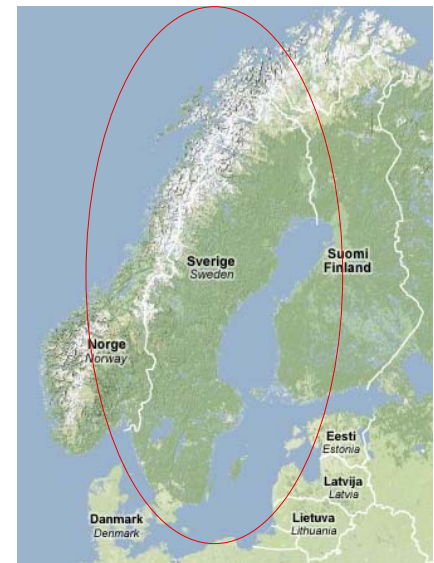 Sverige
Sweden
Suomi
Finland
Norge
Norway
Eesti
Estonia
Latvija
Latvia
Danmark
Denmark
Lietuva
Lithuania